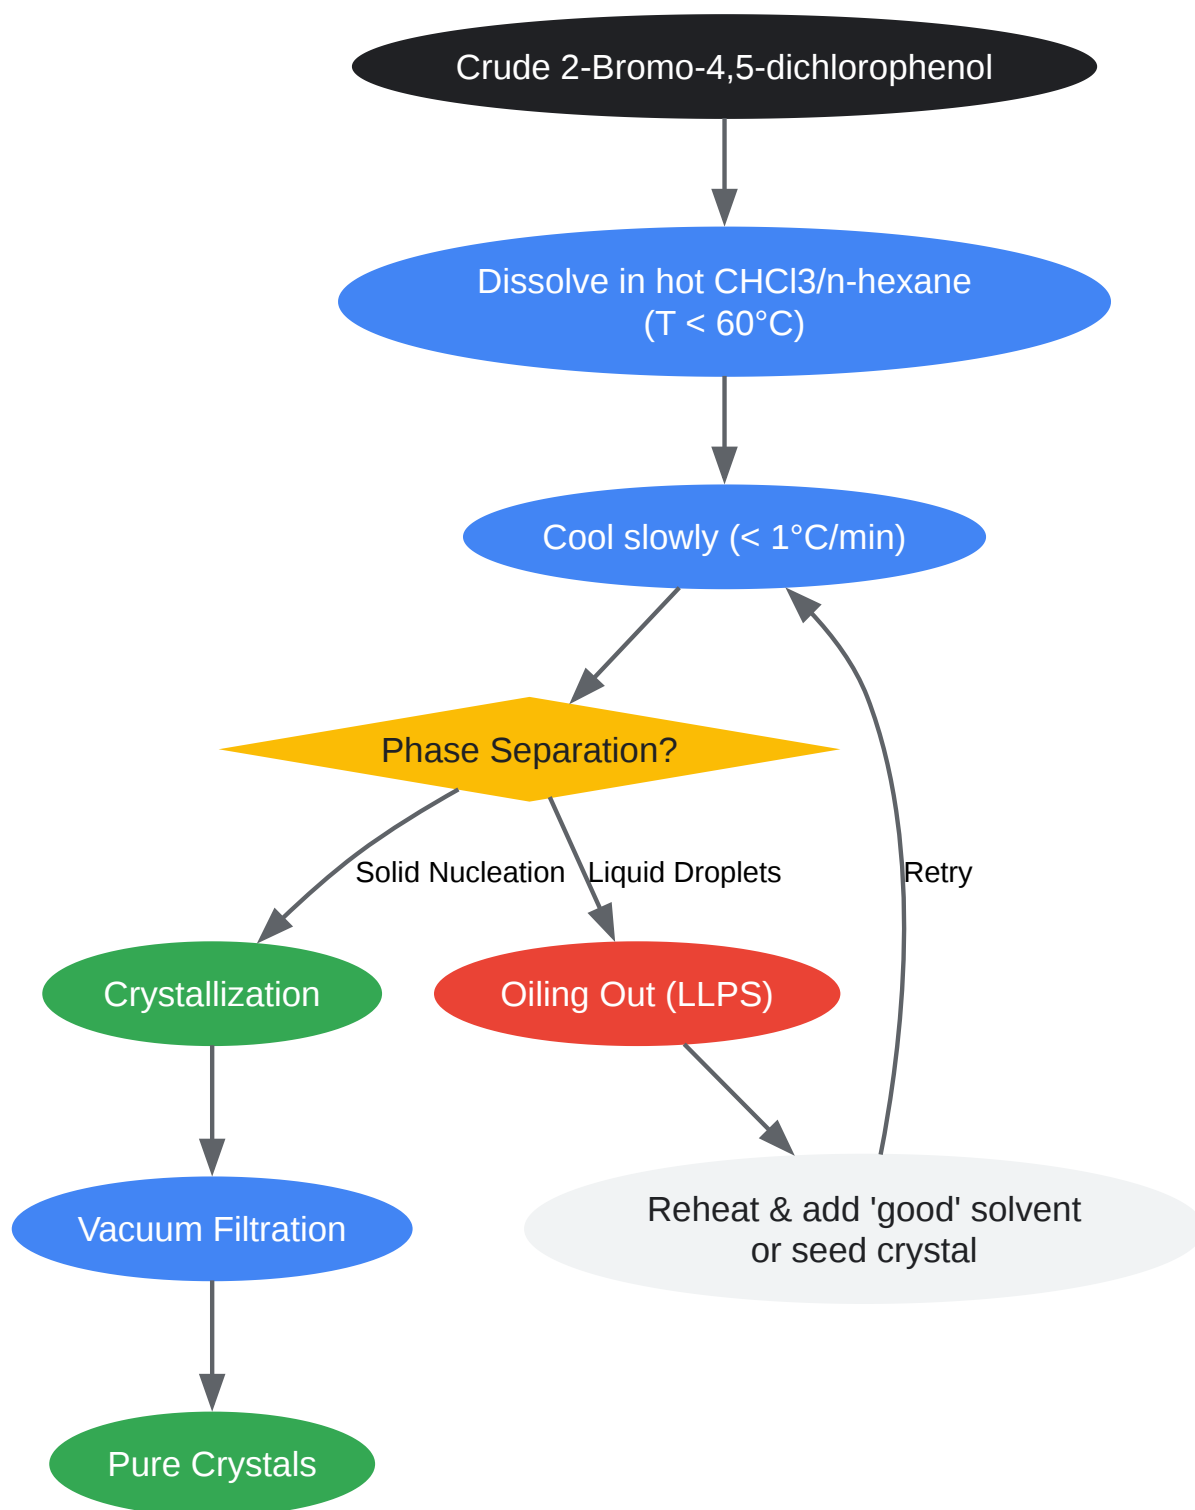 Crude 2-Bromo-4,5-dichlorophenol
Dissolve in hot CHCl3/n-hexane
(T < 60°C)
Cool slowly (< 1°C/min)
Phase Separation?
Solid Nucleation
Liquid Droplets
Retry
Crystallization
Oiling Out (LLPS)
Vacuum Filtration
Reheat & add 'good' solvent
or seed crystal
Pure Crystals